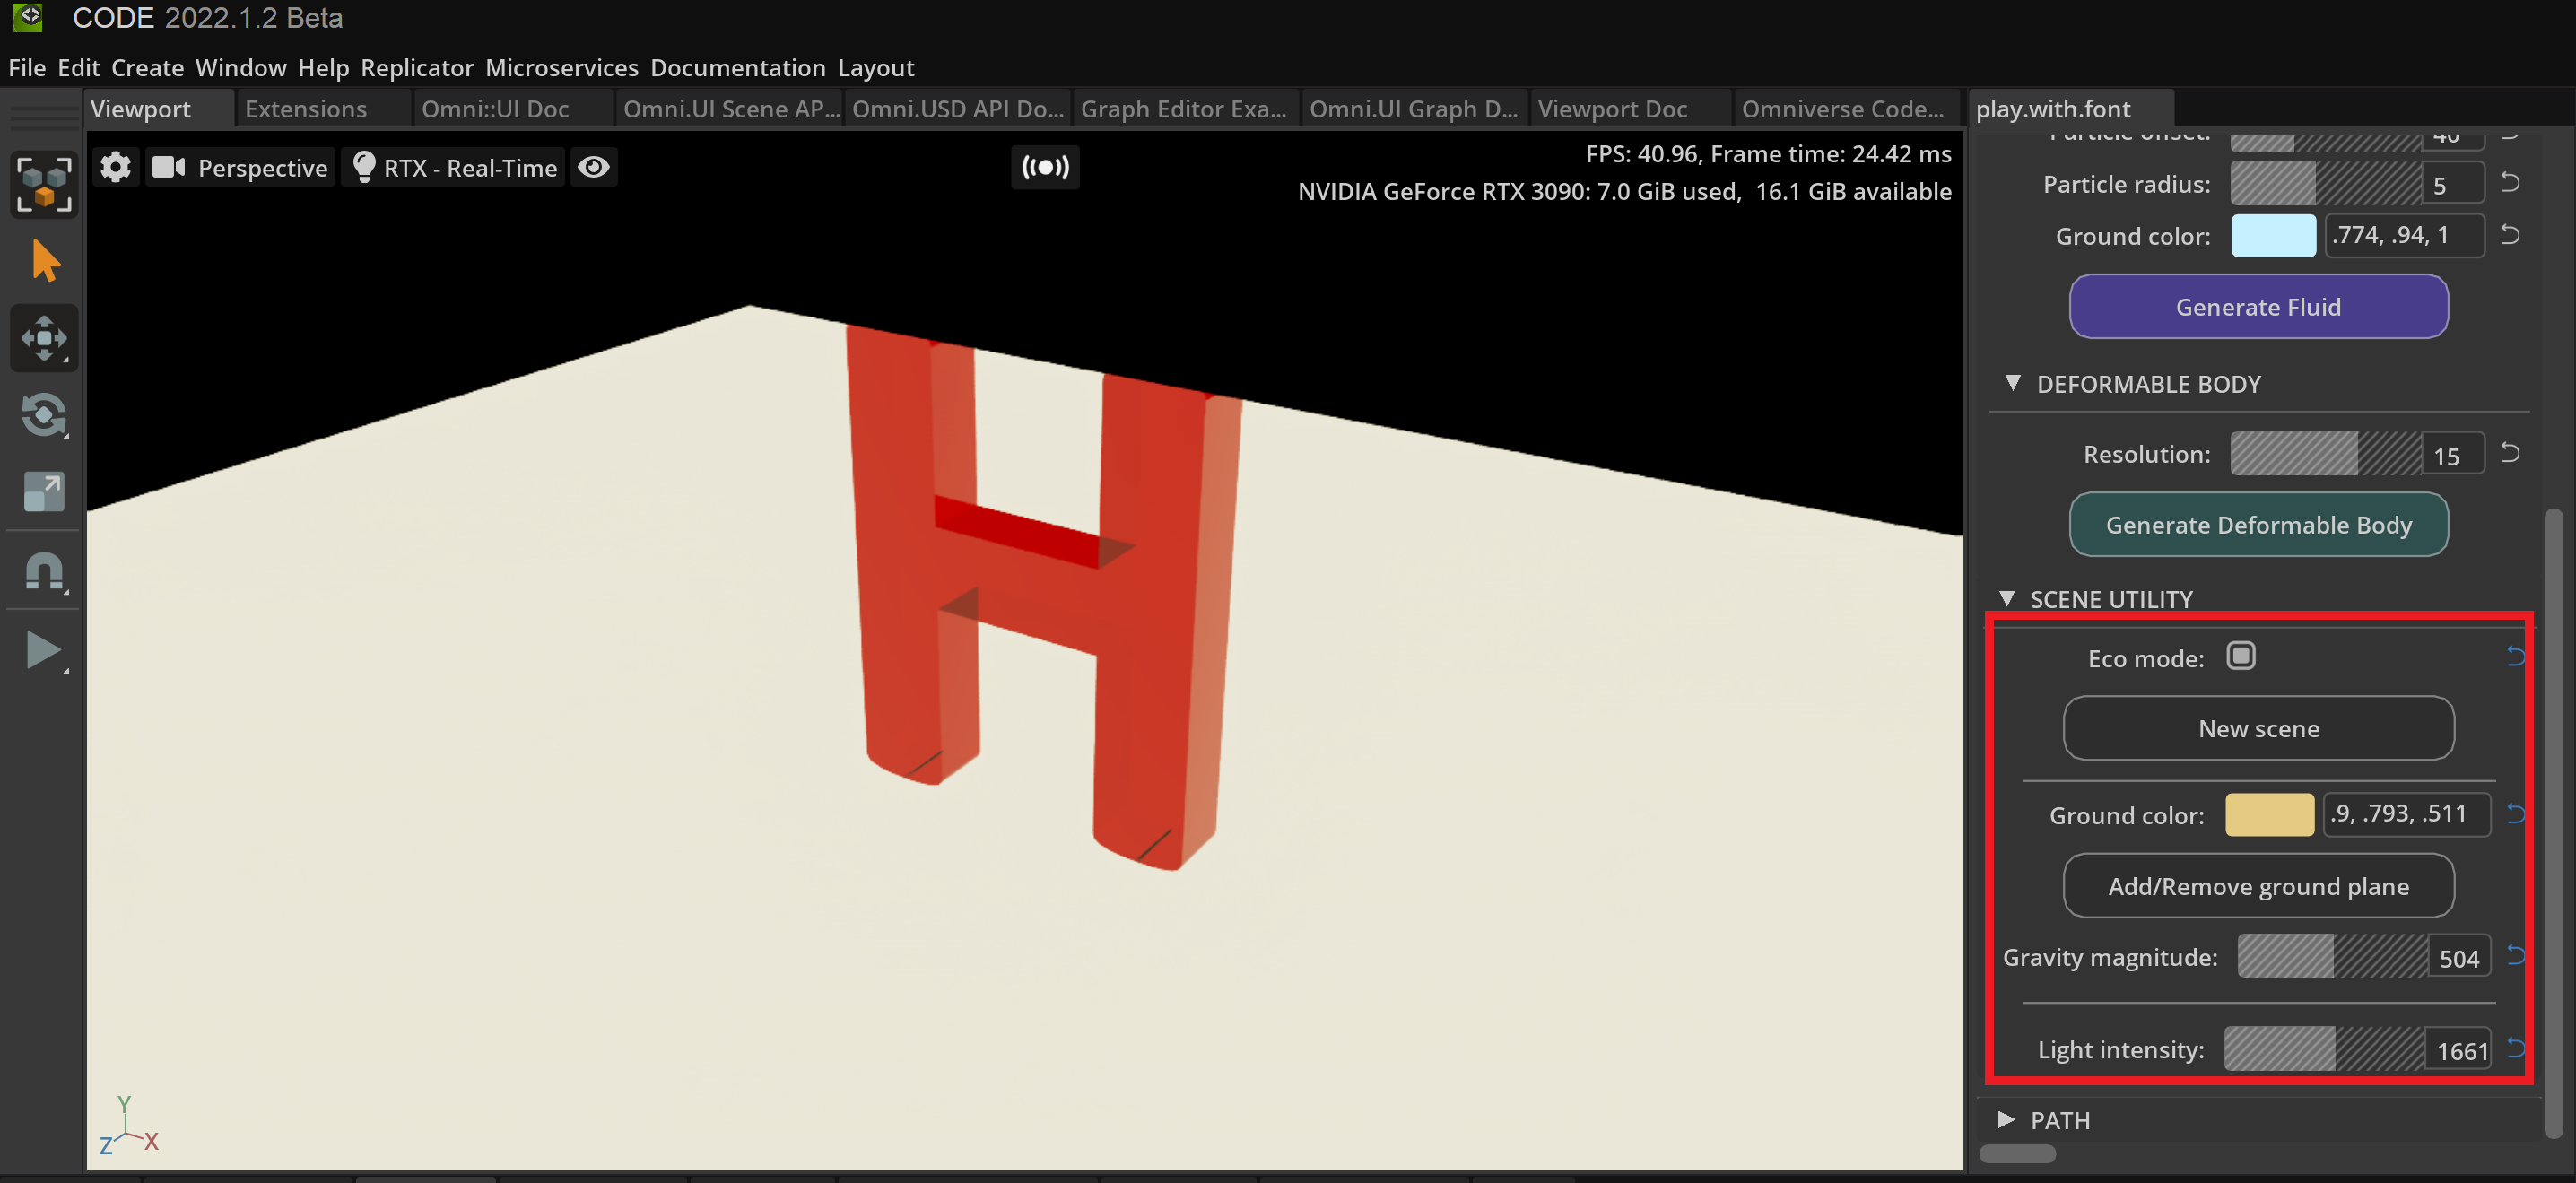 CODE 2022.1.2 Beta
File Edit Create Window Help Replicator Microservices Documentation Layout
Viewport Extensions Omni::UI Doc Omni.UI Scene AP... Omni.USD API Do... Graph Editor Exa... Omni.UI Graph D... Viewport Doc Omniverse Code... play.with.font
Perspective RTX - Real-Time
FPS: 40.96, Frame time: 24.42 ms
NVIDIA GeForce RTX 3090: 7.0 GiB used, 16.1 GiB available
Particle offset: 40
Particle radius: 5
Ground color: .774, .94, 1
Generate Fluid
DEFORMABLE BODY
Resolution: 15
Generate Deformable Body
SCENE UTILITY
Eco mode:
New scene
Ground color: .9, .793, .511
Add/Remove ground plane
Gravity magnitude: 504
Light intensity: 1661
PATH
H
Y
Z X